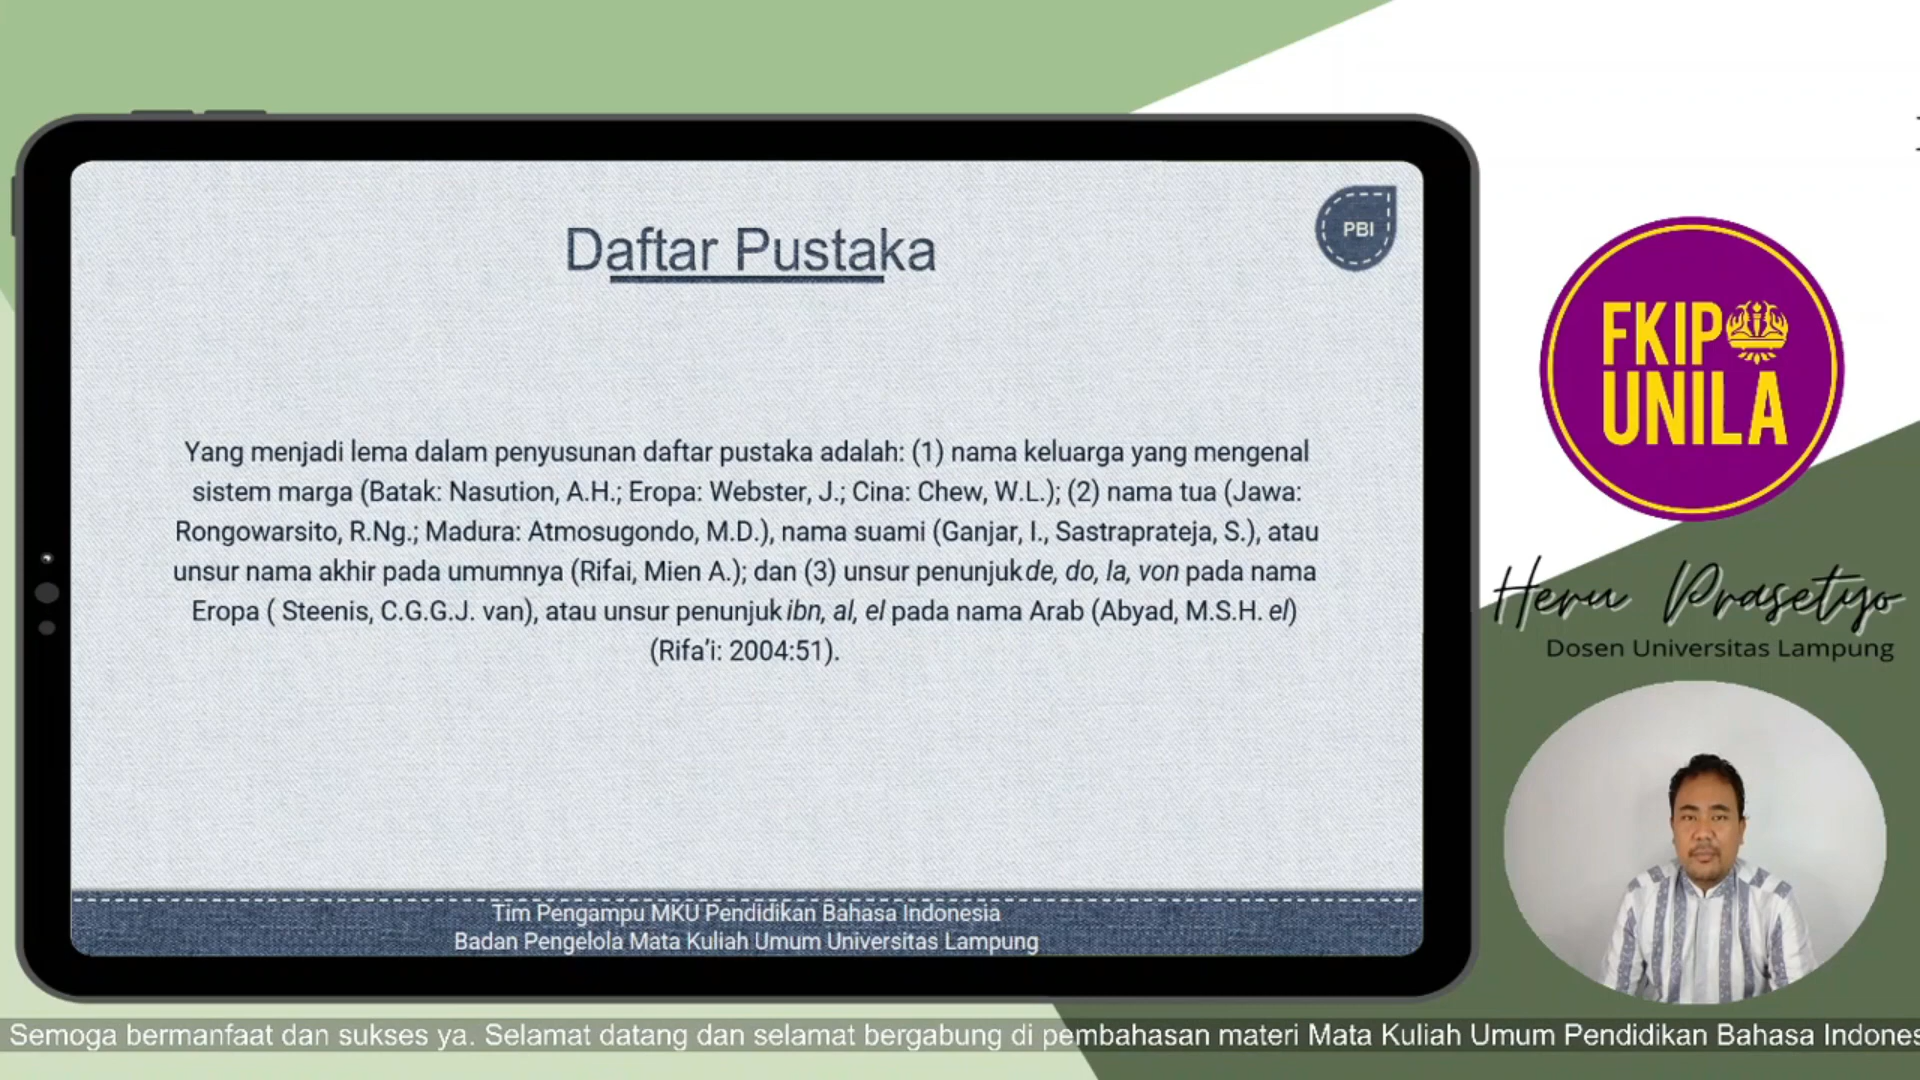 Daftar Pustaka
PBI
Yang menjadi lema dalam penyusunan daftar pustaka adalah: (1) nama keluarga yang mengenal
sistem marga (Batak: Nasution, A.H.; Eropa: Webster, J.; Cina: Chew, W.L.); (2) nama tua (Jawa:
Rongowarsito, R.Ng.; Madura: Atmosugondo, M.D.), nama suami (Ganjar, I., Sastraprateja, S.), atau
unsur nama akhir pada umumnya (Rifai, Mien A.); dan (3) unsur penunjuk de, do, la, von pada nama
Eropa ( Steenis, C.G.G.J. van), atau unsur penunjuk ibn, al, el pada nama Arab (Abyad, M.S.H. el)
(Rifa'i: 2004:51).
Tim Pengampu MKU Pendidikan Bahasa Indonesia
Badan Pengelola Mata Kuliah Umum Universitas Lampung
FKIP
UNILA
Heru Prasetyo
Dosen Universitas Lampung
Semoga bermanfaat dan sukses ya. Selamat datang dan selamat bergabung di pembahasan materi Mata Kuliah Umum Pendidikan Bahasa Indones